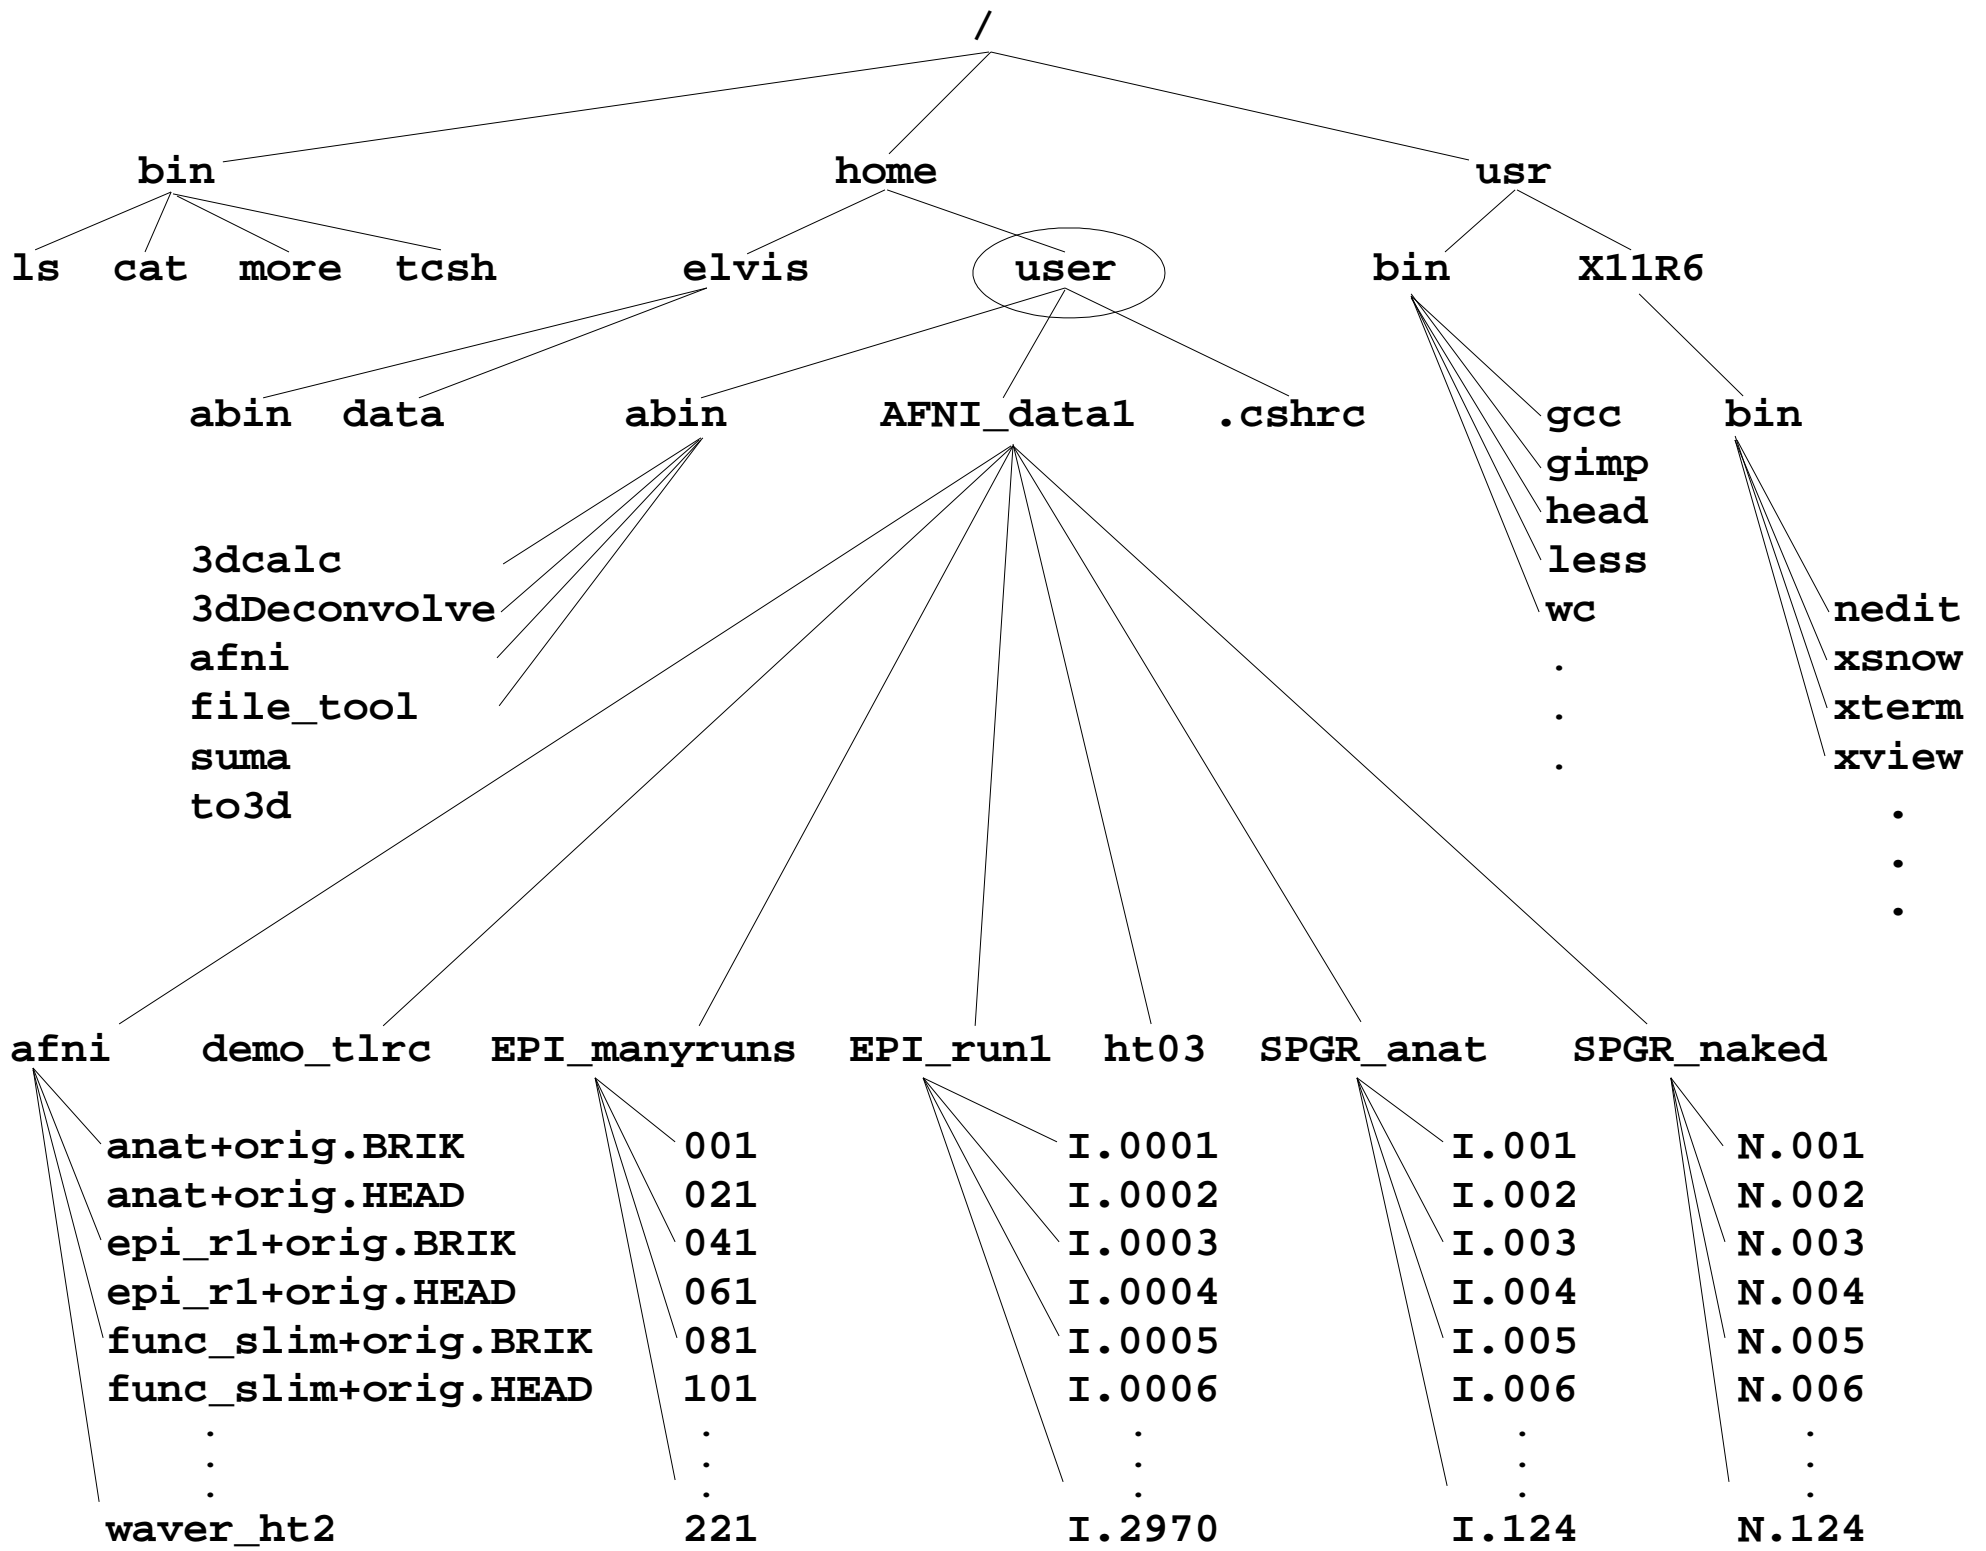 /
bin home usr
ls cat more tcsh elvis user bin X11R6
abin data abin AFNI_data1 .cshrc gcc bin
gimp
head
3dcalc less
3dDeconvolve wc nedit
afni . xsnow
file_tool . xterm
suma . xview
to3d .
.
.
afni demo_tlrc EPI_manyruns EPI_run1 ht03 SPGR_anat SPGR_naked
anat+orig.BRIK 001 I.0001 I.001 N.001
anat+orig.HEAD 021 I.0002 I.002 N.002
epi_r1+orig.BRIK 041 I.0003 I.003 N.003
epi_r1+orig.HEAD 061 I.0004 I.004 N.004
func_slim+orig.BRIK 081 I.0005 I.005 N.005
func_slim+orig.HEAD 101 I.0006 I.006 N.006
. . . . .
. . . . .
. . . . .
waver_ht2 221 I.2970 I.124 N.124